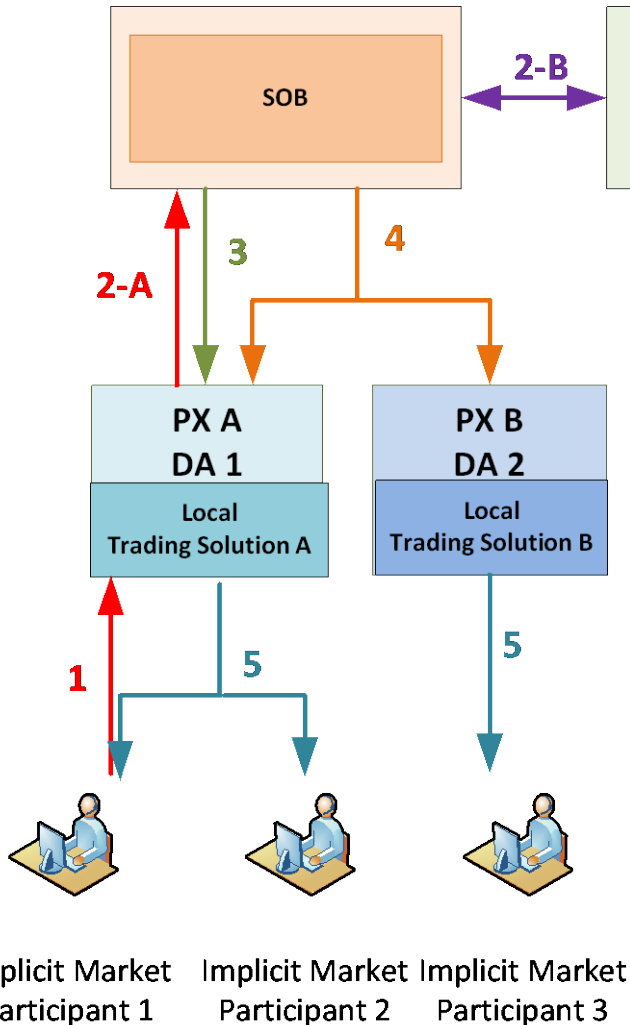 SOB
2-B
3
4
2-A
PX A
DA 1
PX B
DA 2
Local
Trading Solution A
Local
Trading Solution B
1
5
5
plicit Market
articipant 1
Implicit Market
Participant 2
Implicit Market
Participant 3